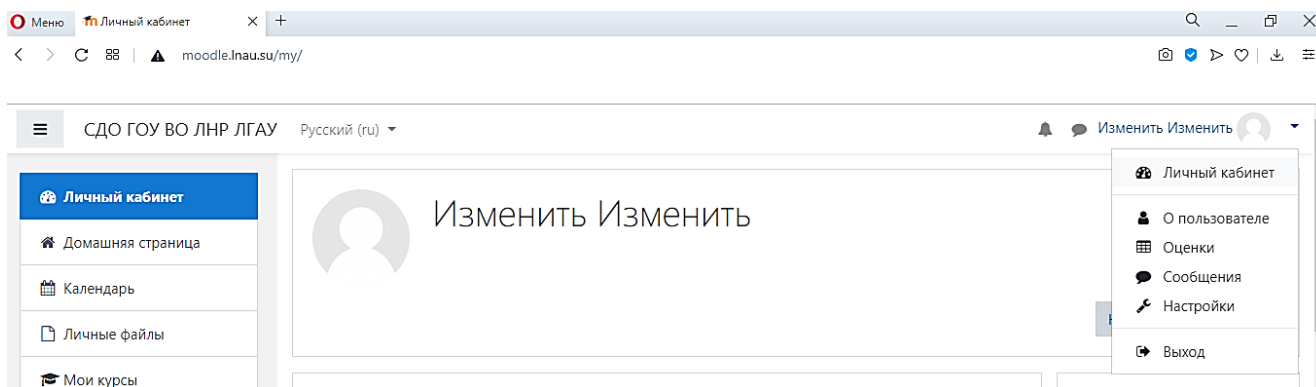 Меню
Личный кабинет
moodle.lnau.su/my/
СДО ГОУ ВО ЛНР ЛГАУ
Русский (ru)
Изменить Изменить
Личный кабинет
Домашняя страница
Календарь
Личные файлы
Мои курсы
Изменить Изменить
Личный кабинет
О пользователе
Оценки
Сообщения
Настройки
Выход